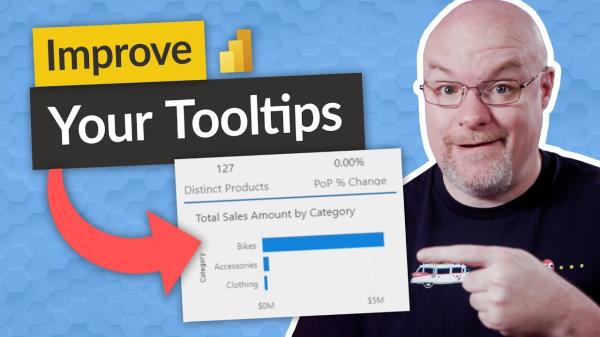 Improve
Your Tooltips
127 0.00%
Distinct Products PoP % Change
Total Sales Amount by Category
Category
Bikes
Accessories
Clothing
$0M $5M